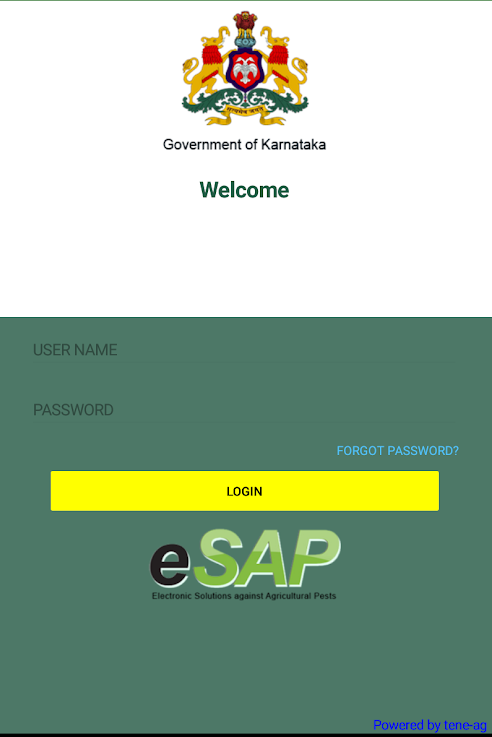 Government of Karnataka
Welcome
USER NAME
PASSWORD
FORGOT PASSWORD?
LOGIN
eSAP
Electronic Solutions against Agricultural Pests
Powered by tene-ag